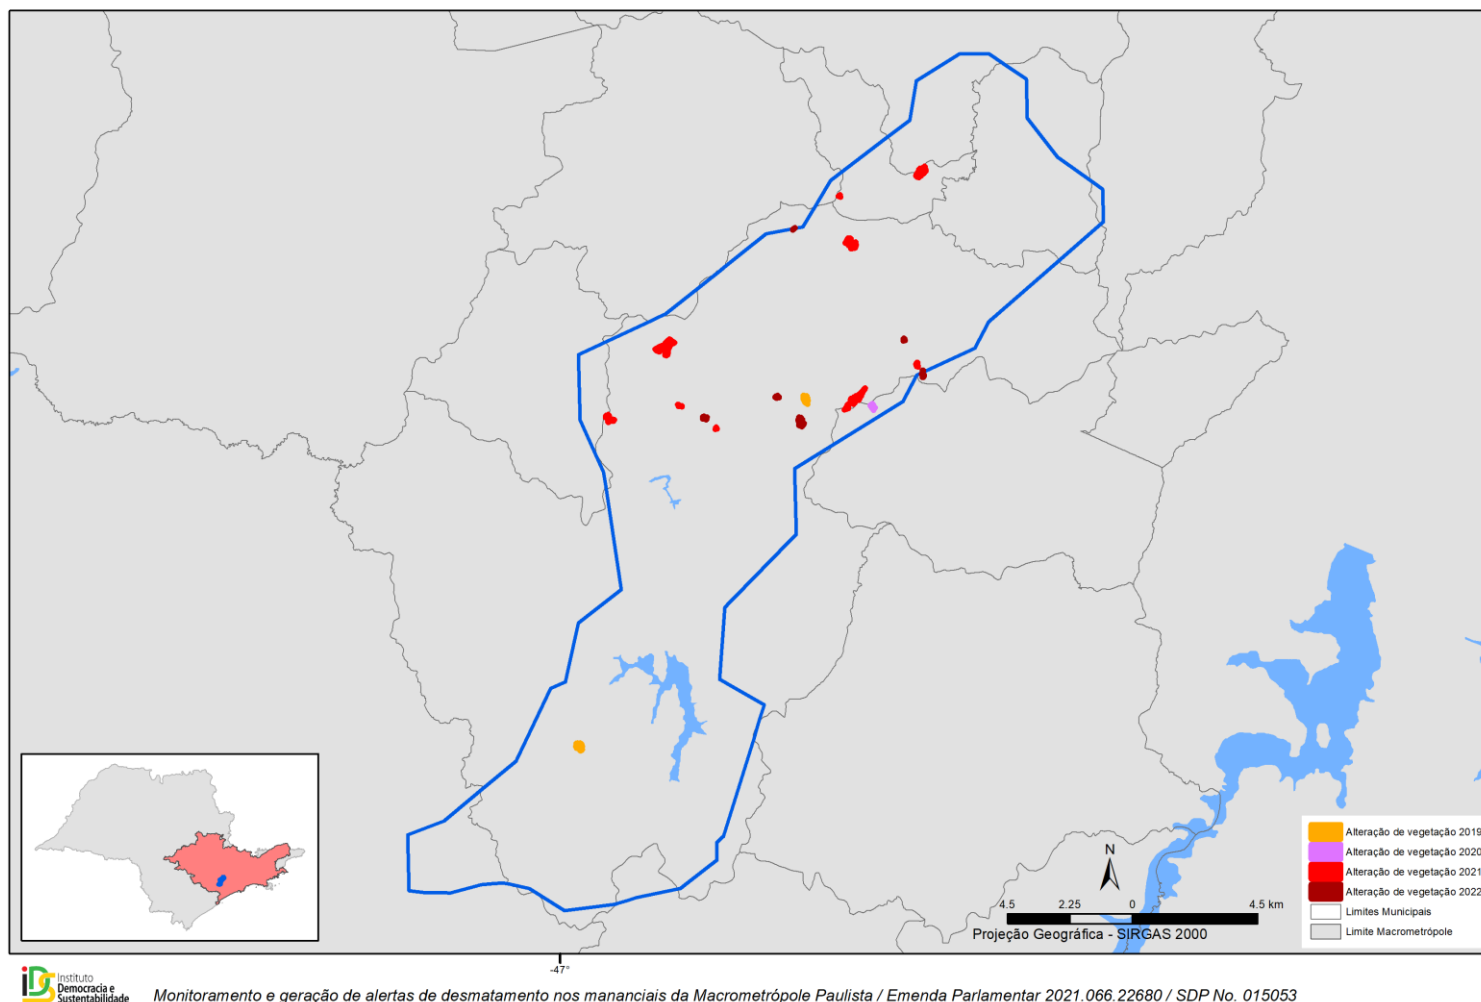 Alteração de vegetação 2019
Alteração de vegetação 2020
Alteração de vegetação 2021
Alteração de vegetação 2022
Limites Municipais
Limite Macrometrópole
N
4.5 2.25 0 4.5 km
Projeção Geográfica - SIRGAS 2000
-47°
iDS Instituto
Democracia e
Sustentabilidade
Monitoramento e geração de alertas de desmatamento nos mananciais da Macrometrópole Paulista / Emenda Parlamentar 2021.066.22680 / SDP No. 015053